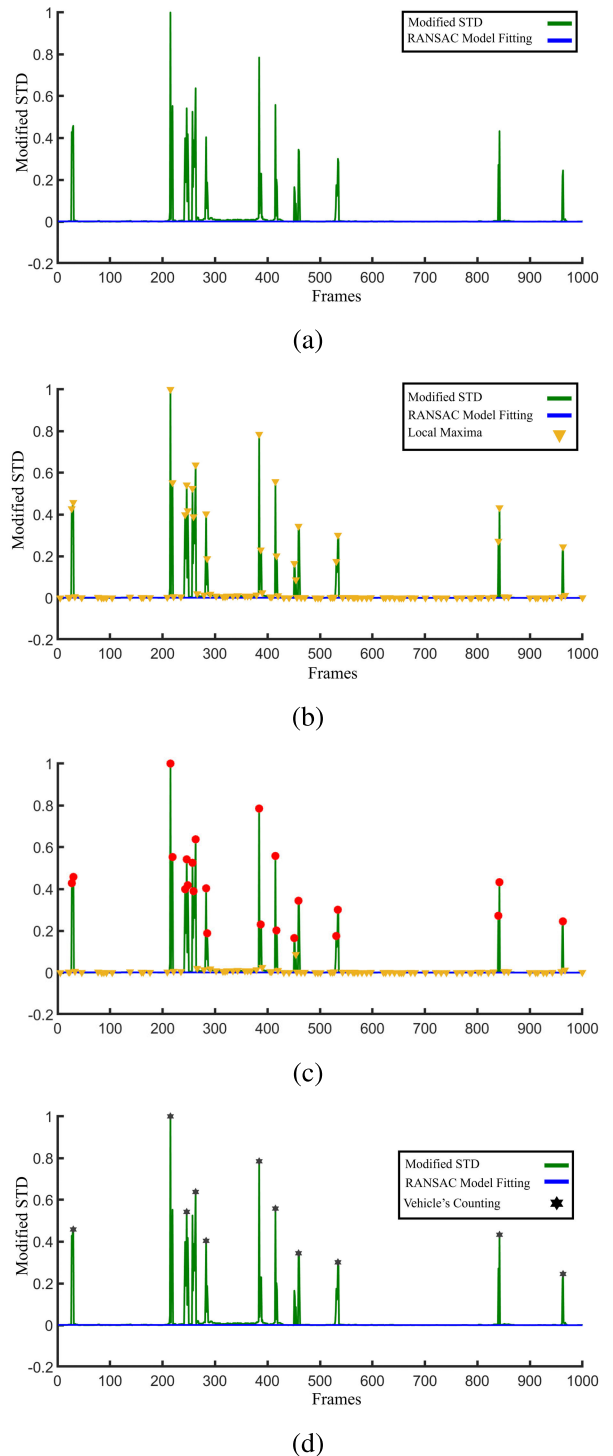 1
0.8
0.6
0.4
0.2
0
-0.2
Modified STD
Modified STD
RANSAC Model Fitting
0 100 200 300 400 500 600 700 800 900 1000
Frames
(a)
1
0.8
0.6
0.4
0.2
0
-0.2
Modified STD
Modified STD
RANSAC Model Fitting
Local Maxima
0 100 200 300 400 500 600 700 800 900 1000
Frames
(b)
1
0.8
0.6
0.4
0.2
0
-0.2
0 100 200 300 400 500 600 700 800 900 1000
(c)
1
0.8
0.6
0.4
0.2
0
-0.2
Modified STD
Modified STD
RANSAC Model Fitting
Vehicle's Counting
0 100 200 300 400 500 600 700 800 900 1000
Frames
(d)